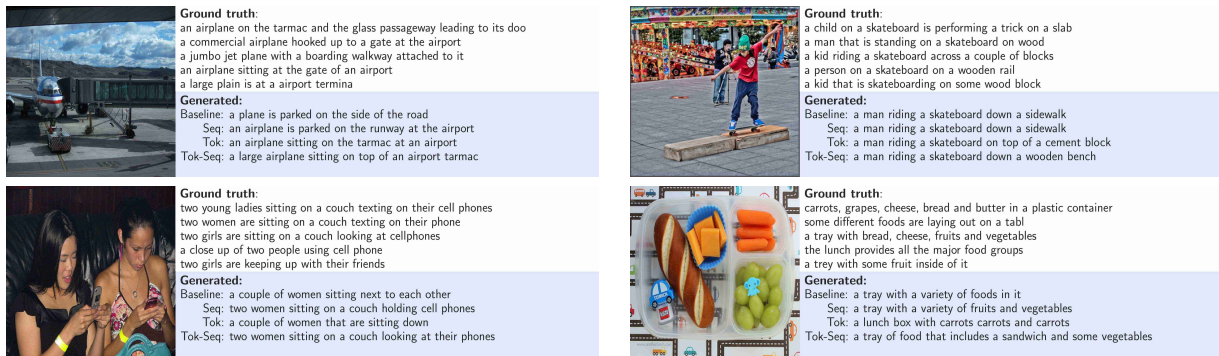 Ground truth:
an airplane on the tarmac and the glass passageway leading to its doo
a commercial airplane hooked up to a gate at the airport
a jumbo jet plane with a boarding walkway attached to it
an airplane sitting at the gate of an airport
a large plain is at a airport termina
Generated:
Baseline: a plane is parked on the side of the road
Seq: an airplane is parked on the runway at the airport
Tok: an airplane sitting on the tarmac at an airport
Tok-Seq: a large airplane sitting on top of an airport tarmac
Ground truth:
a child on a skateboard is performing a trick on a slab
a man that is standing on a skateboard on wood
a kid riding a skateboard across a couple of blocks
a person on a skateboard on a wooden rail
a kid that is skateboarding on some wood block
Generated:
Baseline: a man riding a skateboard down a sidewalk
Seq: a man riding a skateboard down a sidewalk
Tok: a man riding a skateboard on top of a cement block
Tok-Seq: a man riding a skateboard down a wooden bench
Ground truth:
two young ladies sitting on a couch texting on their cell phones
two women are sitting on a couch texting on their phone
two girls are sitting on a couch looking at cellphones
a close up of two people using cell phone
two girls are keeping up with their friends
Generated:
Baseline: a couple of women sitting next to each other
Seq: two women sitting on a couch holding cell phones
Tok: a couple of women that are sitting down
Tok-Seq: two women sitting on a couch looking at their phones
Ground truth:
carrots, grapes, cheese, bread and butter in a plastic container
some different foods are laying out on a tabl
a tray with bread, cheese, fruits and vegetables
the lunch provides all the major food groups
a trey with some fruit inside of it
Generated:
Baseline: a tray with a variety of foods in it
Seq: a tray with a variety of fruits and vegetables
Tok: a lunch box with carrots carrots and carrots
Tok-Seq: a tray of food that includes a sandwich and some vegetables
LEGO